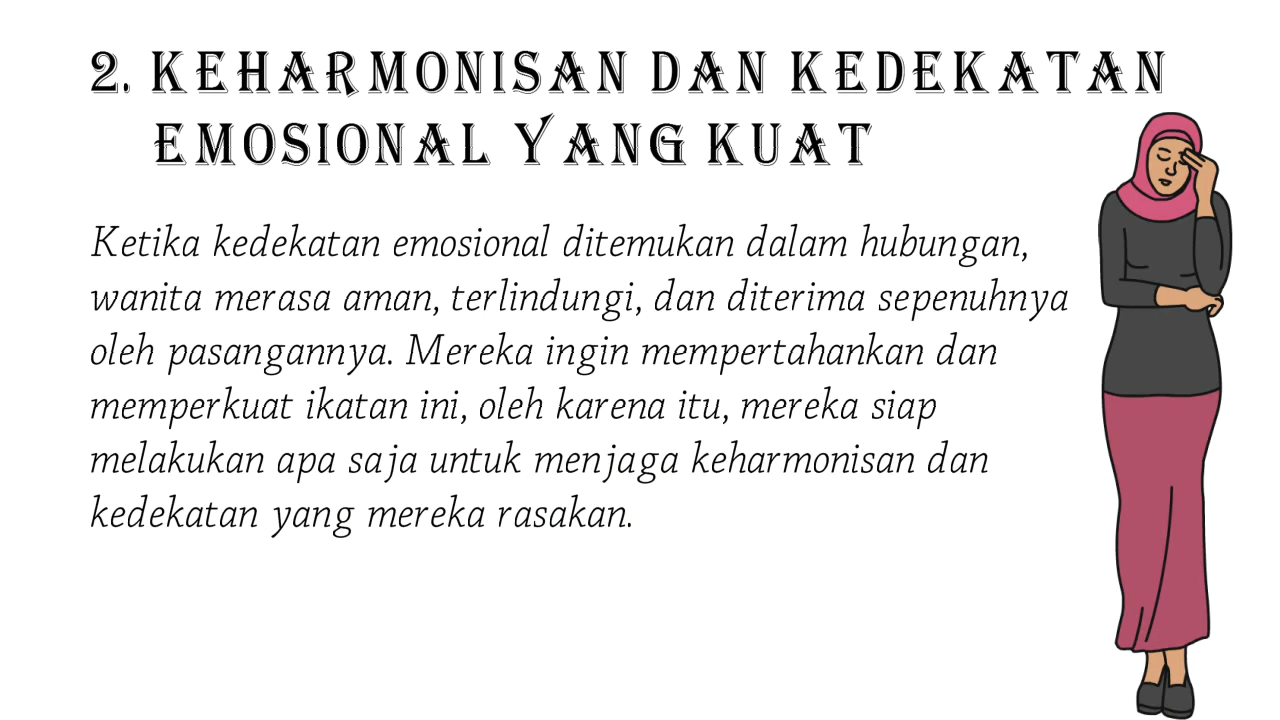 2. KEHARMONISAN DAN KEDEKATAN
EMOSIONAL YANG KUAT
Ketika kedekatan emosional ditemukan dalam hubungan,
wanita merasa aman, terlindungi, dan diterima sepenuhnya
oleh pasangannya. Mereka ingin mempertahankan dan
memperkuat ikatan ini, oleh karena itu, mereka siap
melakukan apa saja untuk menjaga keharmonisan dan
kedekatan yang mereka rasakan.